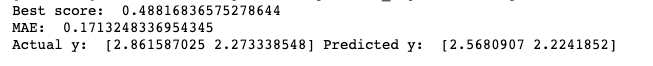 Best score:  0.48816836575278644
MAE:  0.1713248336954345
Actual y:  [2.861587025 2.273338548] Predicted y:  [2.5680907 2.2241852]